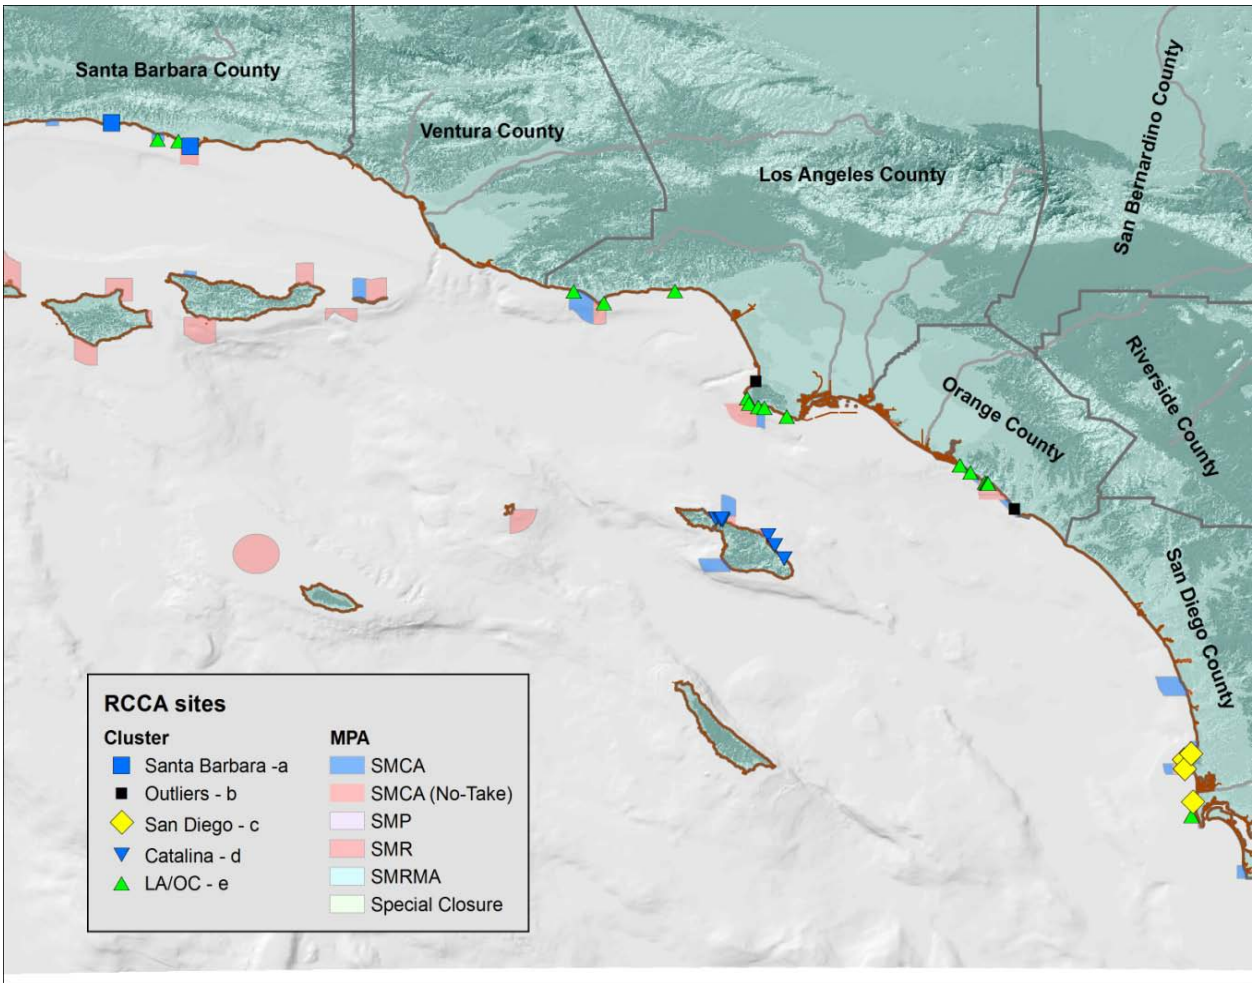 Santa Barbara County
Ventura County
Los Angeles County
San Bernardino County
Riverside County
Orange County
San Diego County
RCCA sites
Cluster
Santa Barbara -a
Outliers - b
San Diego - c
Catalina - d
LA/OC - e
MPA
SMCA
SMCA (No-Take)
SMP
SMR
SMRMA
Special Closure